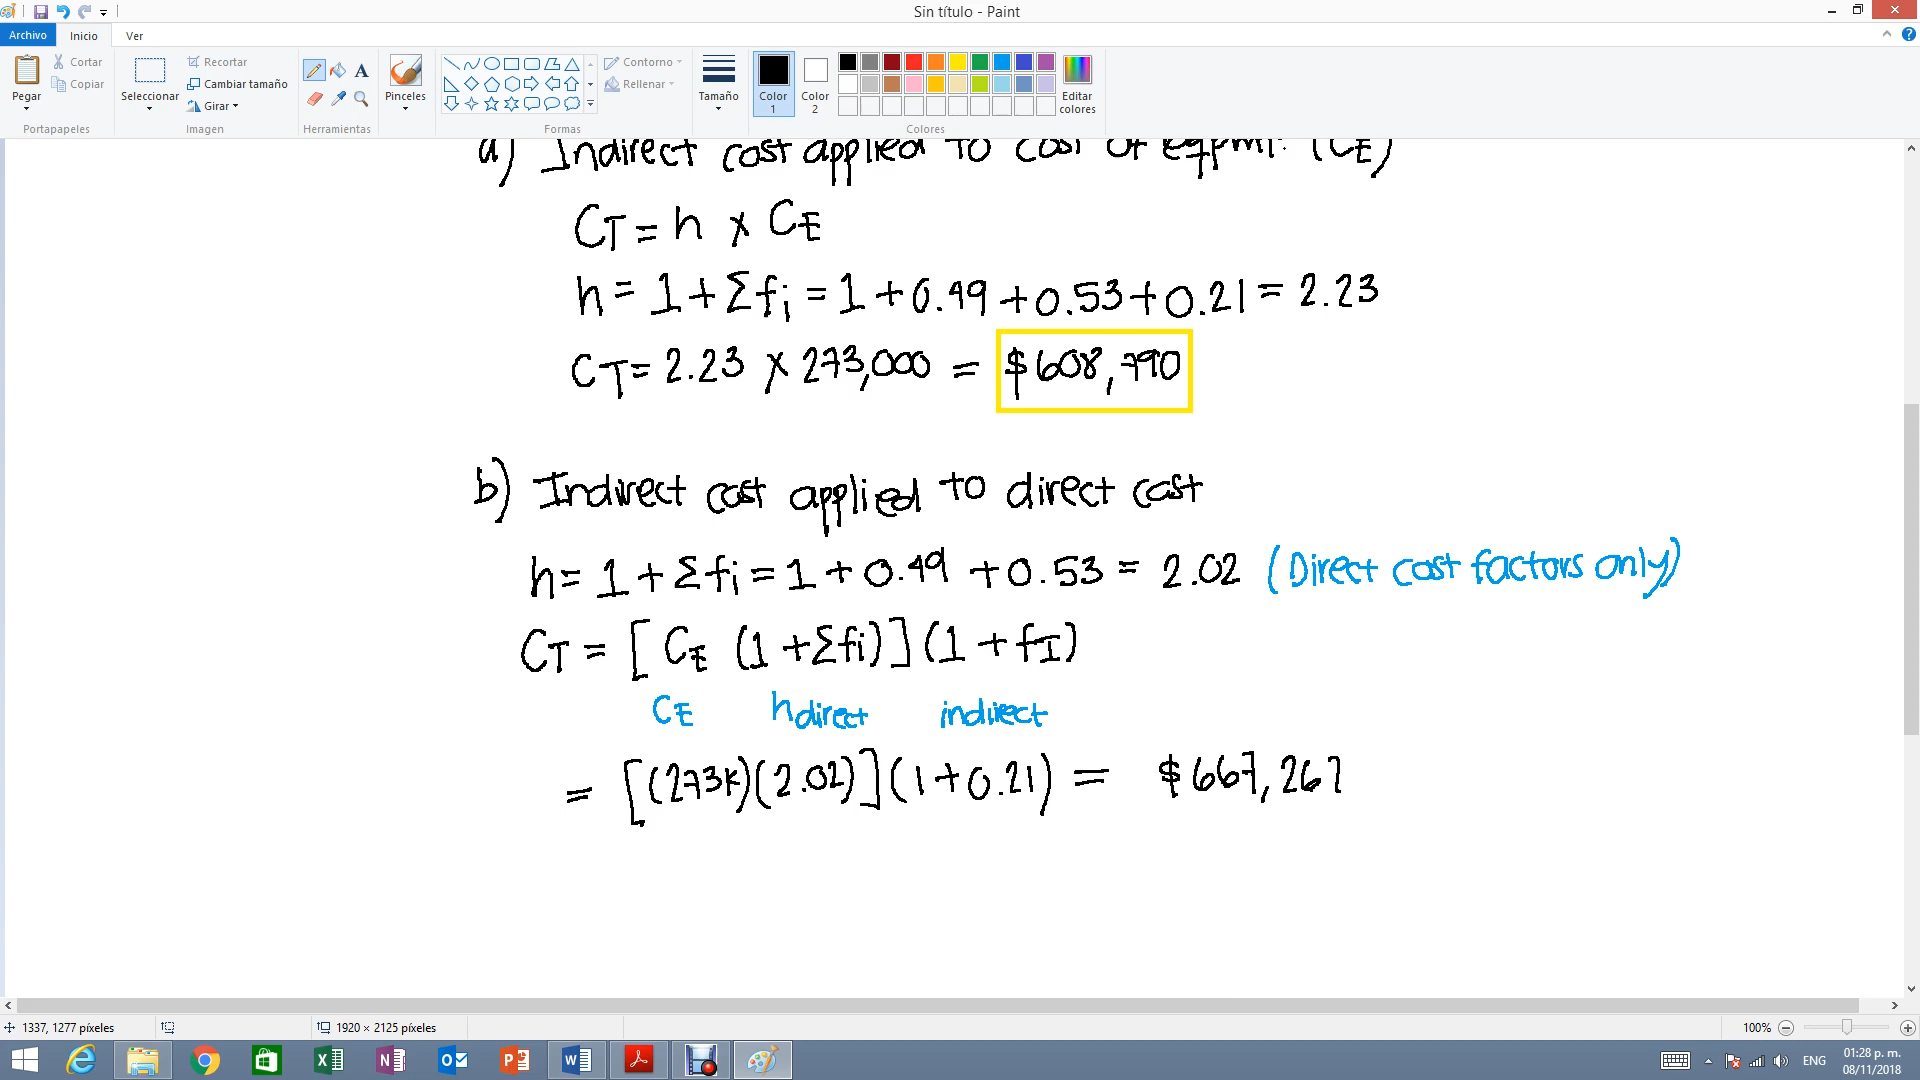 Sin título - Paint
Archivo Inicio Ver
Pegar Cortar Copiar Portapapeles
Seleccionar Recortar Cambiar tamaño Girar Imagen
A Herramientas
Pinceles
Contorno Rellenar Formas
Tamaño
Color 1 Color 2 Editar colores Colores
a) Indirect cost applied to cost of eqpmt. (CE)
CT = h x CE
h = 1 + Σfi = 1 + 0.49 + 0.53 + 0.21 = 2.23
CT = 2.23 x 273,000 = $608,790
b) Indirect cost applied to direct cost
h = 1 + Σfi = 1 + 0.49 + 0.53 = 2.02 (Direct cost factors only)
CT = [CE (1 + Σfi)](1 + fI)
CE hdirect indirect
= [(273K)(2.02)](1+0.21) = $667,267
1337, 1277 píxeles 1920 × 2125 píxeles 100%
ENG 01:28 p. m.
08/11/2018